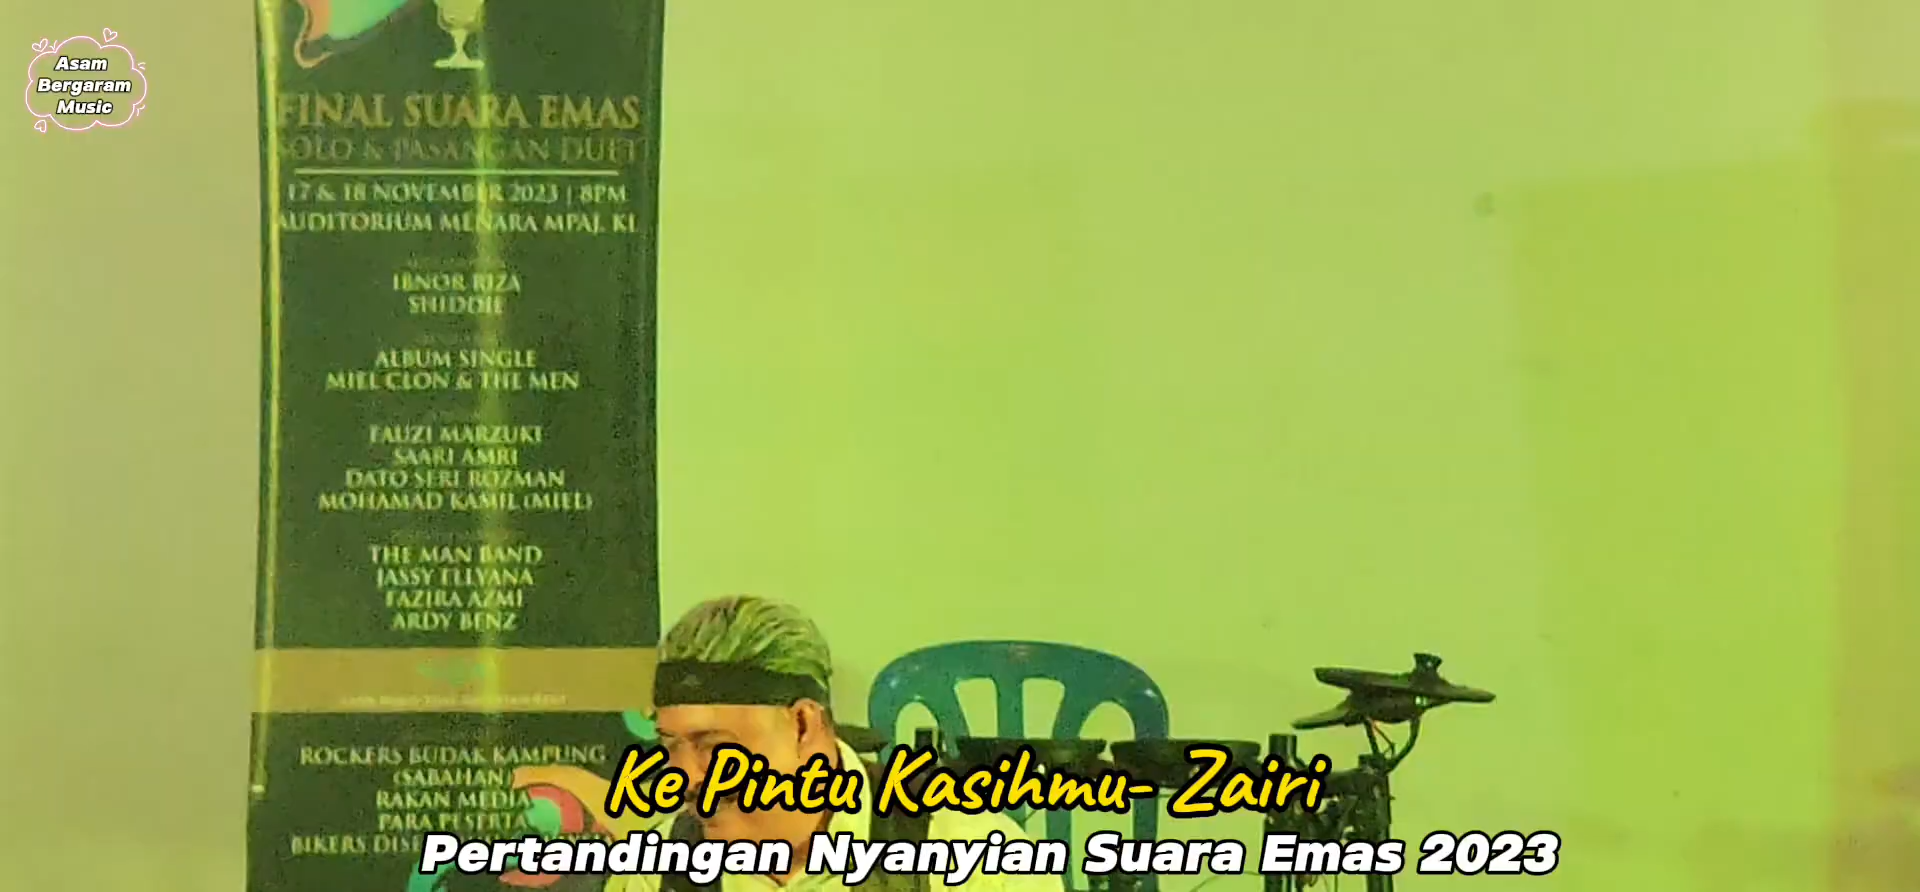 Asam
Bergaram
Music
FINAL SUARA EMAS
SOLO & PASANGAN DUET
17 & 18 NOVEMBER 2023 | 8PM
AUDITORIUM MENARA MPAJ, KL
IBNOR RIZA
SHIDDIE
ALBUM SINGLE
MIEL CLON & THE MEN
FAUZI MARZUKI
SAARI AMRI
DATO SERI ROZMAN
MOHAMAD KAMIL (MIEL)
THE MAN BAND
JASSY ELLYANA
FAZIRA AZMI
ARDY BENZ
ROCKERS BUDAK KAMPUNG
(SABAHAN)
RAKAN MEDIA
PARA PESERTA
BIKERS
Ke Pintu Kasihmu- Zairi
Pertandingan Nyanyian Suara Emas 2023